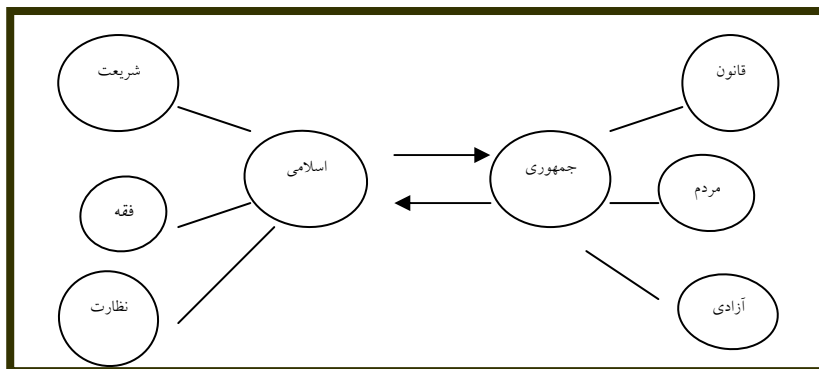 قانون
شریعت
جمهوری
اسلامی
مردم
فقه
آزادی
نظارت